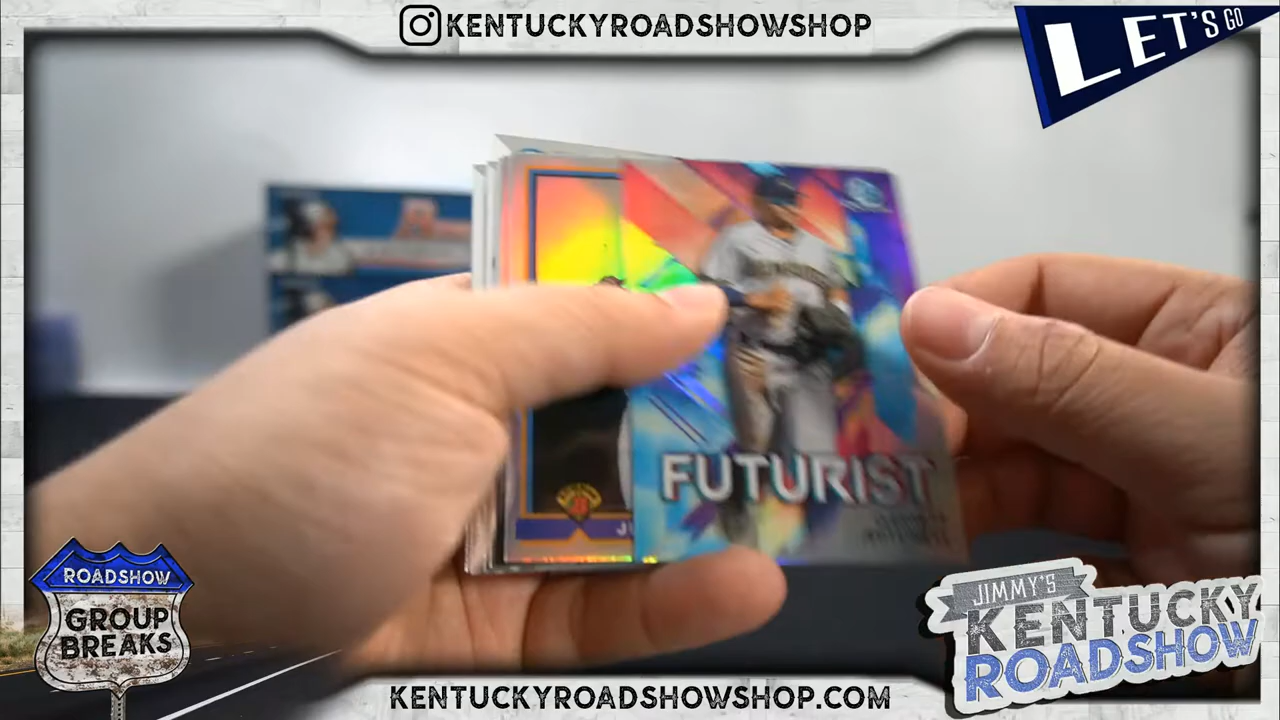 KENTUCKYROADSHOWSHOP
LET'S GO
FUTURIST
ROADSHOW
GROUP
BREAKS
JIMMY'S
KENTUCKY
ROADSHOW
KENTUCKYROADSHOWSHOP.COM